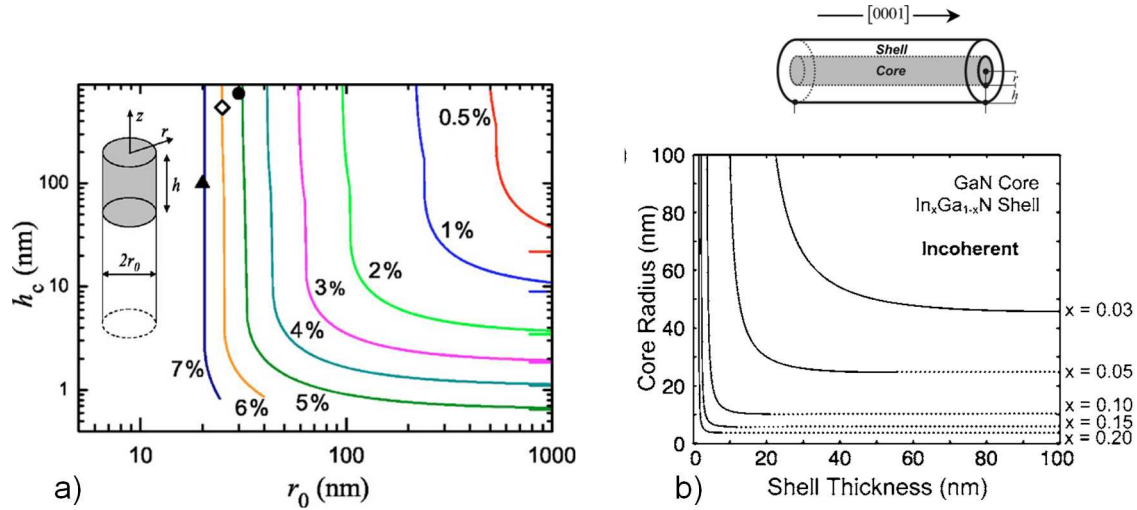 [0001]
Shell
Core
r
h
z
r
h
2r₀
h_c (nm)
100
10
1
0.5%
1%
2%
3%
4%
5%
6%
7%
10
100
1000
r₀ (nm)
a)
Core Radius (nm)
100
80
60
40
20
0
GaN Core
InₓGa₁₋ₓN Shell
Incoherent
x = 0.03
x = 0.05
x = 0.10
x = 0.15
x = 0.20
0 20 40 60 80 100
Shell Thickness (nm)
b)